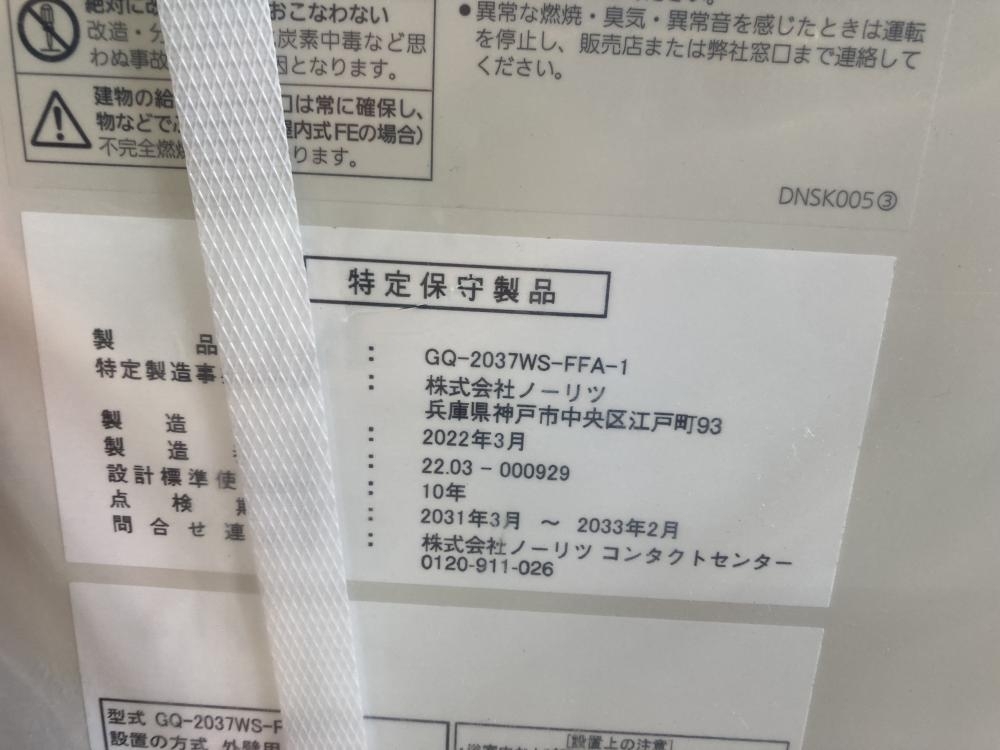 絶対に改 おこなわない
改造・分 炭素中毒など思
わぬ事故 因となります。
建物の給 口は常に確保し、
物などで 屋内式FEの場合)
不完全燃焼 ります。
●異常な燃焼・臭気・異常音を感じたときは運転
を停止し、販売店または弊社窓口まで連絡して
ください。
DNSK005③
特定保守製品
製 品 : GQ-2037WS-FFA-1
特定製造事 : 株式会社ノーリツ
兵庫県神戸市中央区江戸町93
製 造 : 2022年3月
製 造 : 22.03-000929
設計標準使 : 10年
点 検 期 : 2031年3月 ～ 2033年2月
問 合 せ 連 : 株式会社ノーリツ コンタクトセンター
0120-911-026
型式 GQ-2037WS-F
設置の方式 外壁用
[設置上の注意]